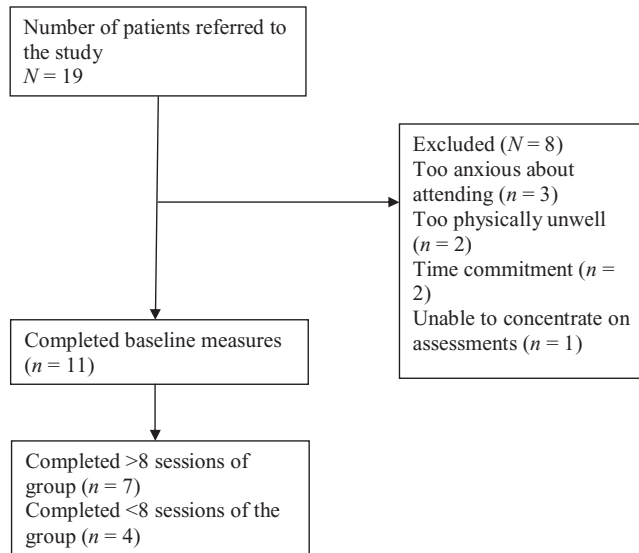 Number of patients referred to
the study
N = 19
Excluded (N = 8)
Too anxious about
attending (n = 3)
Too physically unwell
(n = 2)
Time commitment (n =
2)
Unable to concentrate on
assessments (n = 1)
Completed baseline measures
(n = 11)
Completed >8 sessions of
group (n = 7)
Completed <8 sessions of the
group (n = 4)